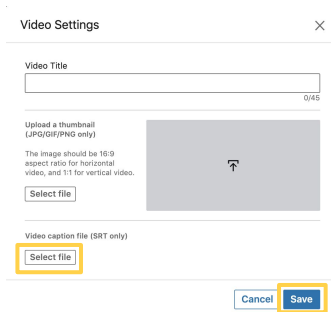 Video Settings
Video Title
0/45
Upload a thumbnail
(JPG/GIF/PNG only)
The image should be 16:9
aspect ratio for horizontal
video, and 1:1 for vertical video.
Select file
Video caption file (SRT only)
Select file
Cancel Save